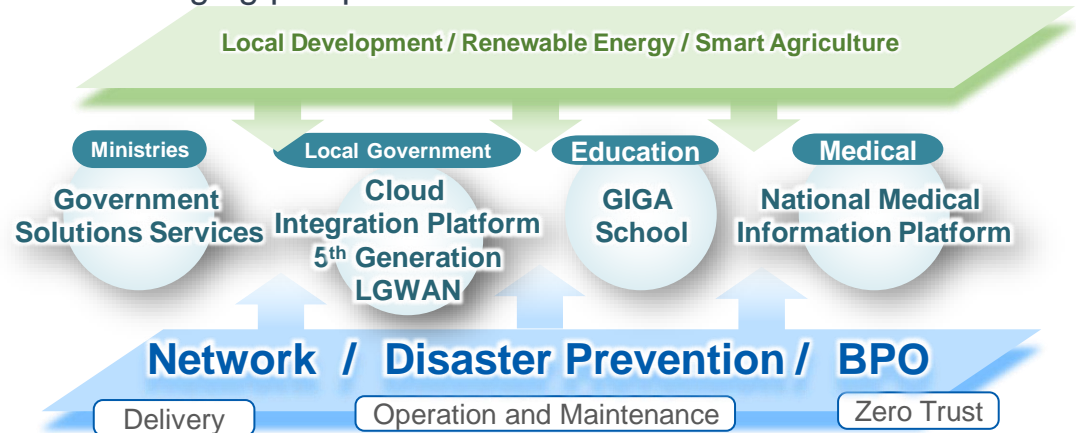 Local Development / Renewable Energy / Smart Agriculture
Ministries
Government
Solutions Services
Local Government
Cloud
Integration Platform
5th Generation
LGWAN
Education
GIGA
School
Medical
National Medical
Information Platform
Network / Disaster Prevention / BPO
Delivery
Operation and Maintenance
Zero Trust